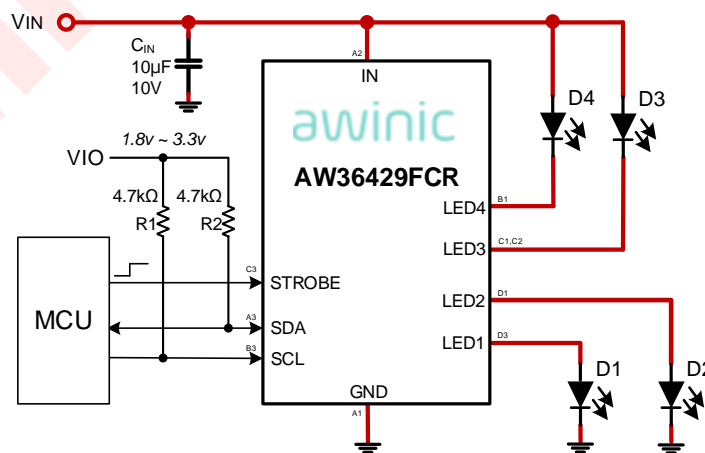 VIN
CIN
10µF
10V
A2
IN
awinic
AW36429FCR
D4
D3
1.8v ~ 3.3v
VIO
4.7kΩ
R1
4.7kΩ
R2
LED4
B1
LED3
C1,C2
MCU
C3
STROBE
LED2
D1
A3
SDA
LED1
D3
B3
SCL
D1
D2
GND
A1